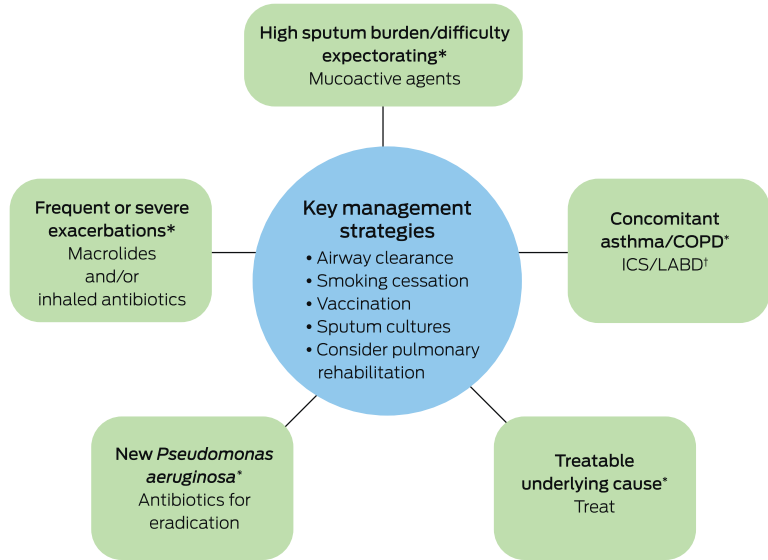 High sputum burden/difficulty
expectorating*
Mucoactive agents
Frequent or severe
exacerbations*
Macrolides
and/or
inhaled antibiotics
Key management
strategies
• Airway clearance
• Smoking cessation
• Vaccination
• Sputum cultures
• Consider pulmonary
rehabilitation
Concomitant
asthma/COPD*
ICS/LABD†
New Pseudomonas
aeruginosa*
Antibiotics for
eradication
Treatable
underlying cause*
Treat